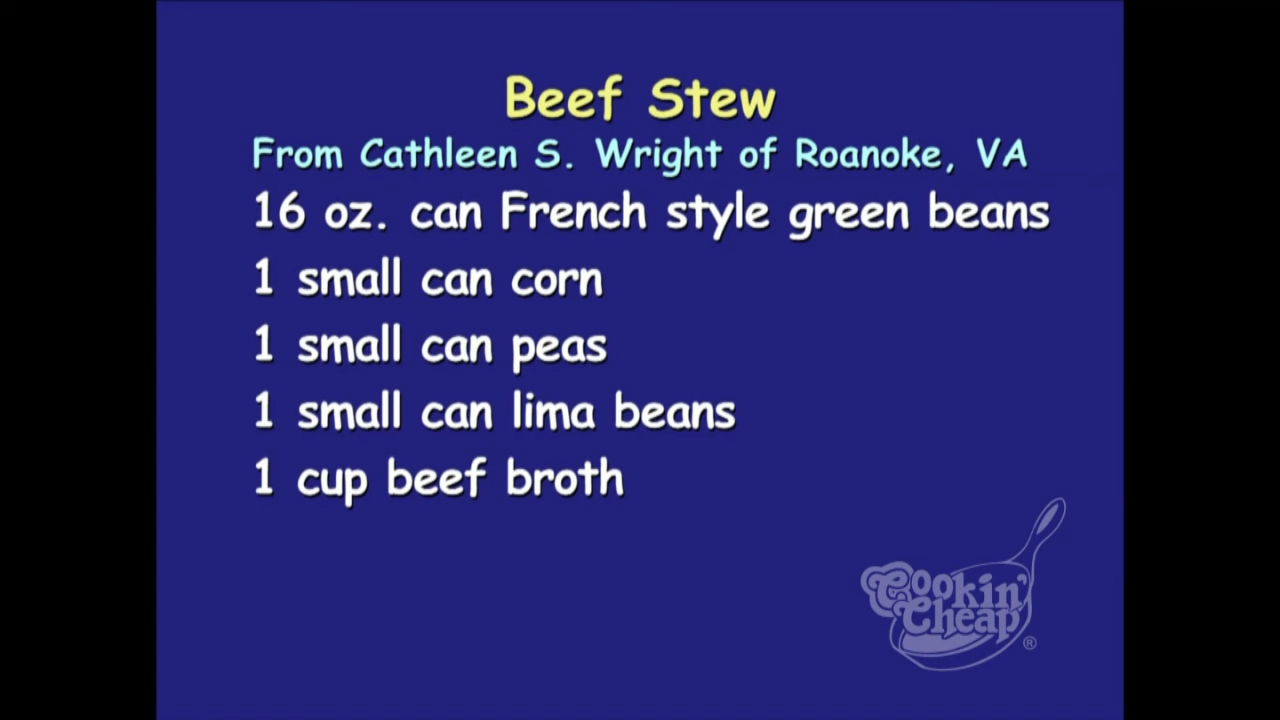 Beef Stew
From Cathleen S. Wright of Roanoke, VA
16 oz. can French style green beans
1 small can corn
1 small can peas
1 small can lima beans
1 cup beef broth
Cookin'
Cheap
®